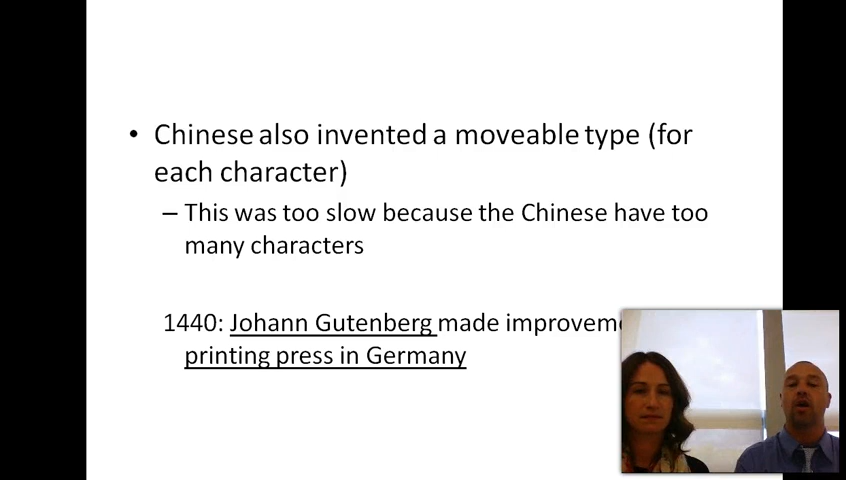 • Chinese also invented a moveable type (for
each character)
– This was too slow because the Chinese have too
many characters
1440: Johann Gutenberg made
printing press in Germany